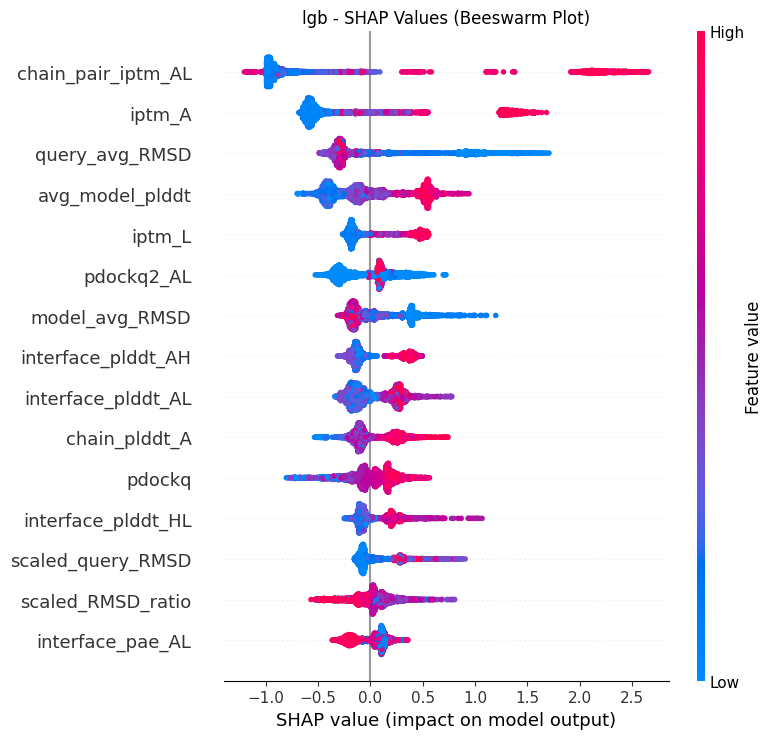 lgb - SHAP Values (Beeswarm Plot)
High
chain_pair_iptm_AL
iptm_A
query_avg_RMSD
avg_model_plddt
iptm_L
pdockq2_AL
model_avg_RMSD
interface_plddt_AH
interface_plddt_AL
chain_plddt_A
pdockq
interface_plddt_HL
scaled_query_RMSD
scaled_RMSD_ratio
interface_pae_AL
Feature value
Low
−1.0 −0.5 0.0 0.5 1.0 1.5 2.0 2.5
SHAP value (impact on model output)